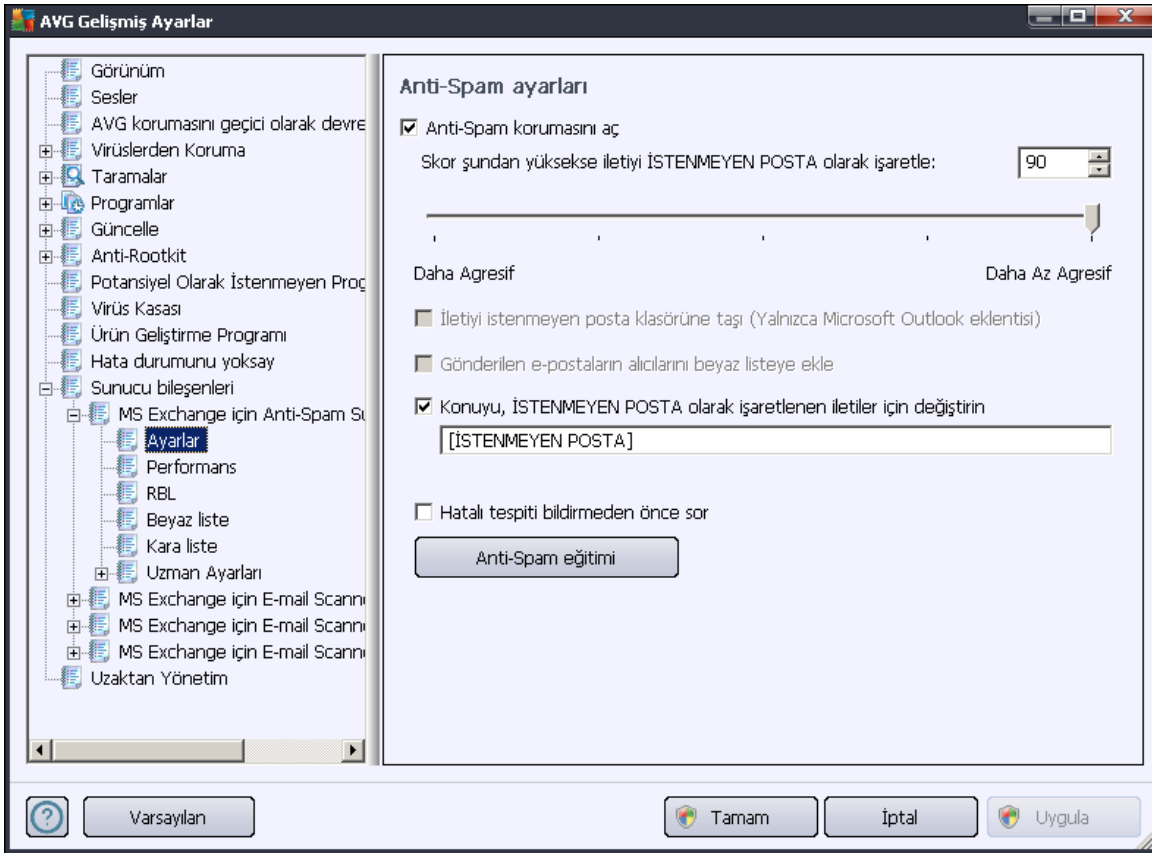 AVG Gelişmiş Ayarlar
Görünüm
Sesler
AVG korumasını geçici olarak devre
Virüslerden Koruma
Taramalar
Programlar
Güncelle
Anti-Rootkit
Potansiyel Olarak İstenmeyen Prog
Virüs Kasası
Ürün Geliştirme Programı
Hata durumunu yoksay
Sunucu bileşenleri
MS Exchange için Anti-Spam Su
Ayarlar
Performans
RBL
Beyaz liste
Kara liste
Uzman Ayarları
MS Exchange için E-mail Scann
MS Exchange için E-mail Scann
MS Exchange için E-mail Scann
Uzaktan Yönetim
Anti-Spam ayarları
Anti-Spam korumasını aç
Skor şundan yüksekse iletiyi İSTENMEYEN POSTA olarak işaretle: 90
Daha Agresif Daha Az Agresif
İletiyi istenmeyen posta klasörüne taşı (Yalnızca Microsoft Outlook eklentisi)
Gönderilen e-postaların alıcılarını beyaz listeye ekle
Konuyu, İSTENMEYEN POSTA olarak işaretlenen iletiler için değiştirin
[İSTENMEYEN POSTA]
Hatalı tespiti bildirmeden önce sor
Anti-Spam eğitimi
? Varsayılan Tamam İptal Uygula